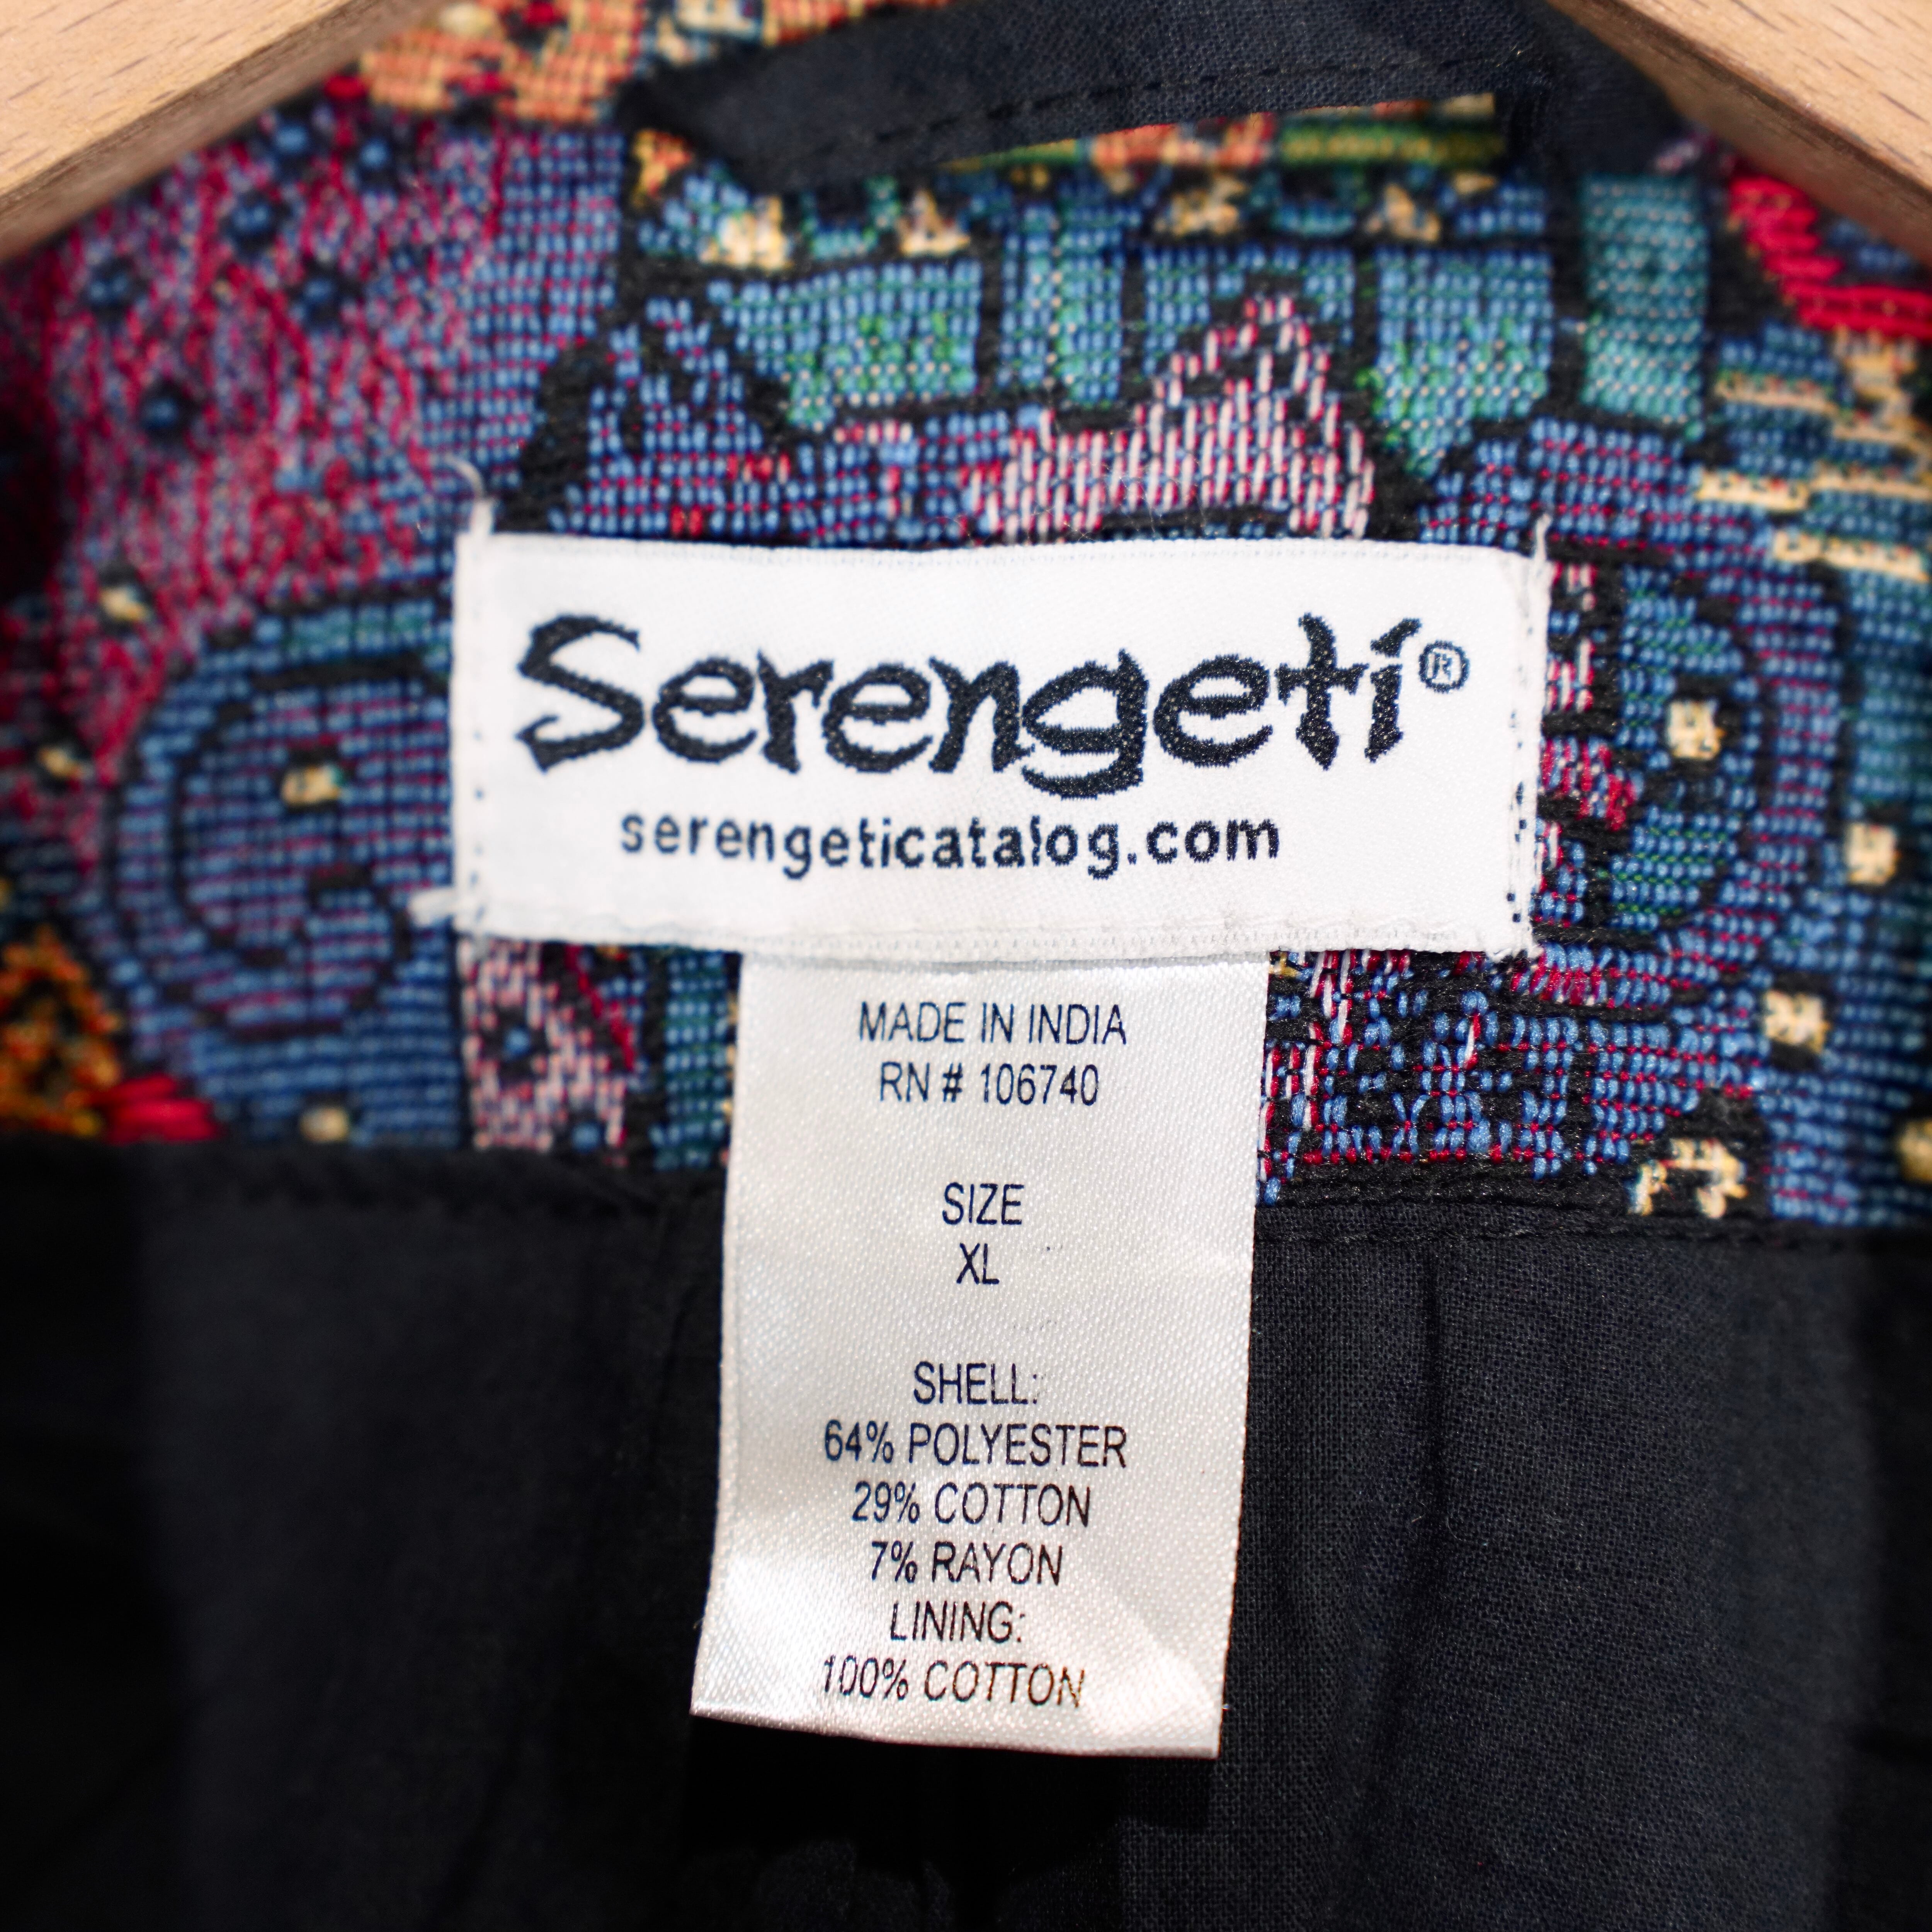 Serengeti®
serengeticatalog.com
MADE IN INDIA
RN # 106740
SIZE
XL
SHELL:
64% POLYESTER
29% COTTON
7% RAYON
LINING:
100% COTTON